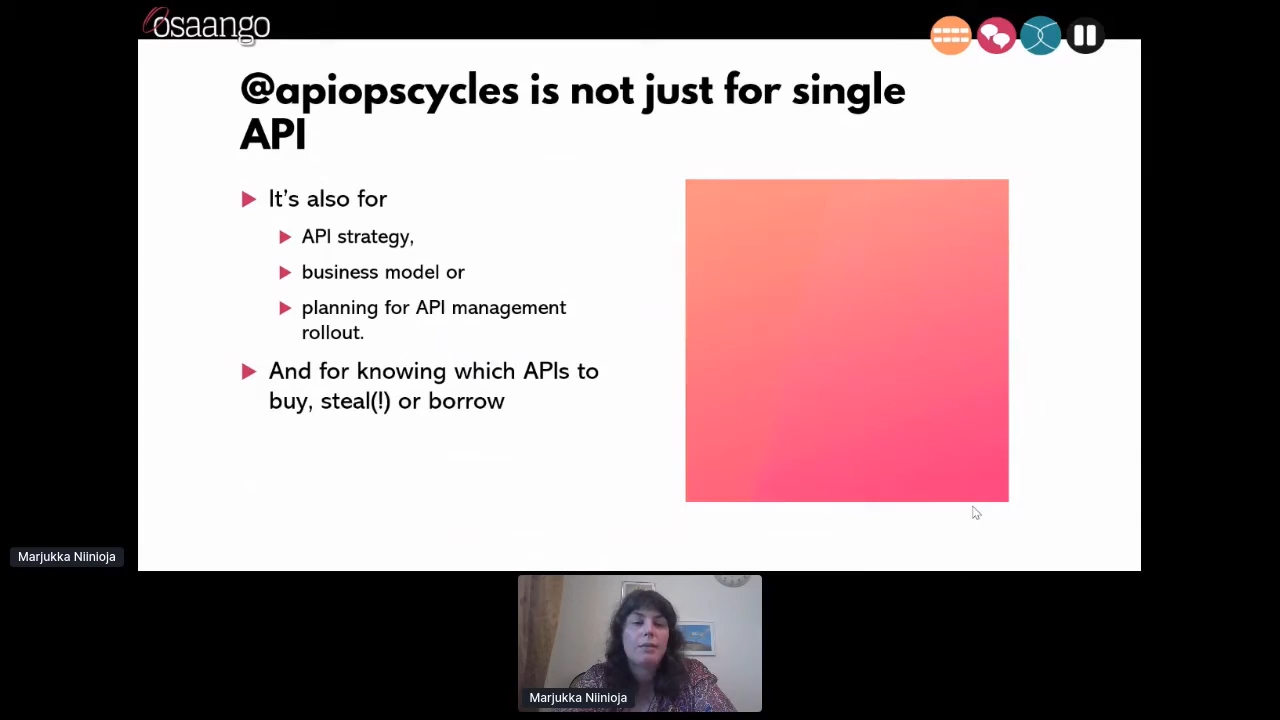 osaango
@apiopscycles is not just for single
API
It's also for
API strategy,
business model or
planning for API management
rollout.
And for knowing which APIs to
buy, steal(!) or borrow
Marjukka Niinioja
Marjukka Niinioja